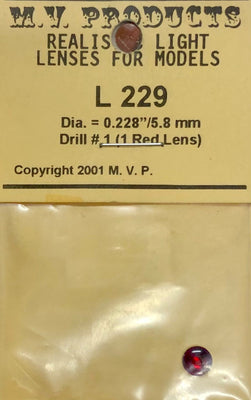 M.V. PRODUCTS
LIGHT
LENSES FOR MODELS
L 229
Dia. = 0.228"/5.8 mm
Drill # 1 (1 Red Lens)
Copyright 2001 M. V. P.